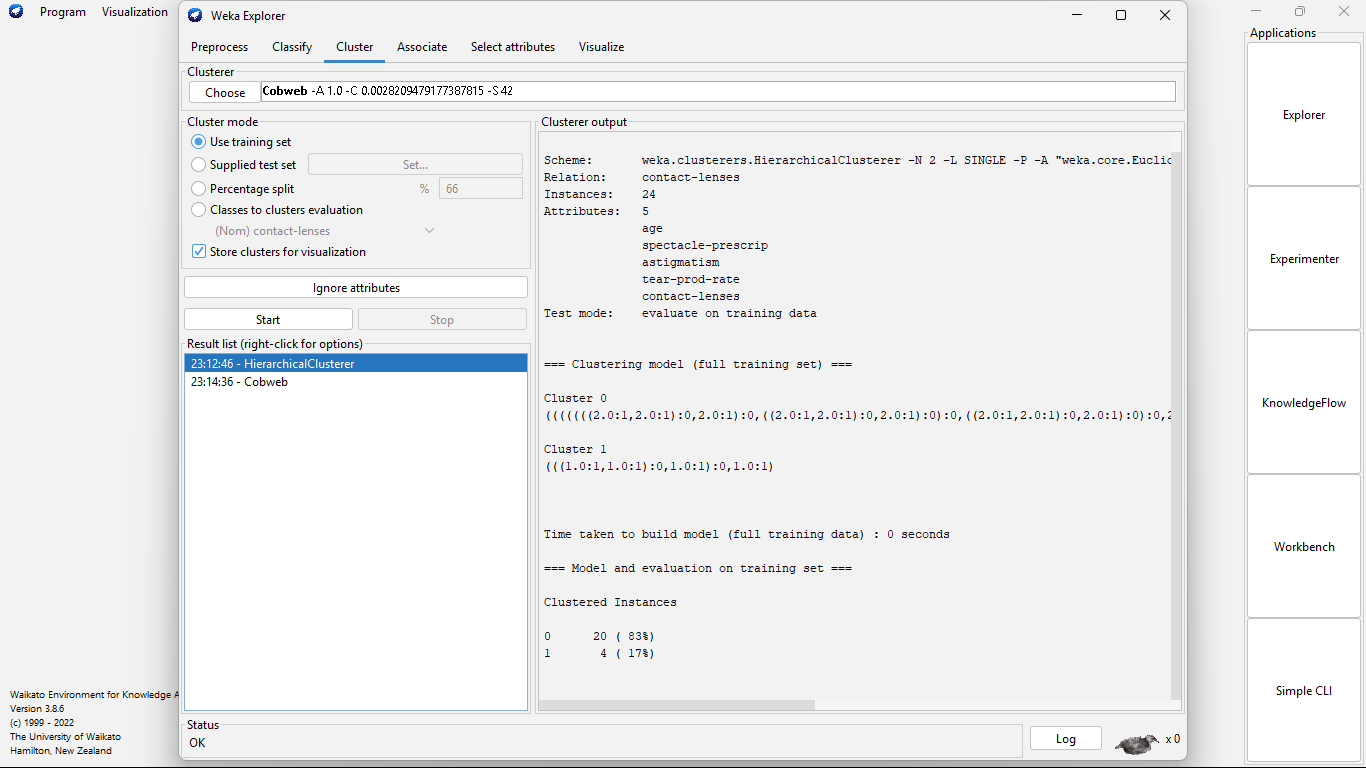 Program Visualization
Weka Explorer
Preprocess Classify Cluster Associate Select attributes Visualize
Clusterer
Choose Cobweb -A 1.0 -C 0.0028209479177387815 -S 42
Cluster mode
Use training set
Supplied test set Set...
Percentage split % 66
Classes to clusters evaluation
(Nom) contact-lenses
Store clusters for visualization
Ignore attributes
Start Stop
Result list (right-click for options)
23:12:46 - HierarchicalClusterer
23:14:36 - Cobweb
Clusterer output
Scheme: weka.clusterers.HierarchicalClusterer -N 2 -L SINGLE -P -A "weka.core.Euclid
Relation: contact-lenses
Instances: 24
Attributes: 5
age
spectacle-prescrip
astigmatism
tear-prod-rate
contact-lenses
Test mode: evaluate on training data
=== Clustering model (full training set) ===
Cluster 0
(((((((2.0:1,2.0:1):0,2.0:1):0,((2.0:1,2.0:1):0,2.0:1):0):0,((2.0:1,2.0:1):0,2.0:1):0):0,2
Cluster 1
(((1.0:1,1.0:1):0,1.0:1):0,1.0:1)
Time taken to build model (full training data) : 0 seconds
=== Model and evaluation on training set ===
Clustered Instances
0 20 ( 83%)
1 4 ( 17%)
Status
OK
Log
x 0
Applications
Explorer
Experimenter
KnowledgeFlow
Workbench
Simple CLI
Waikato Environment for Knowledge A
Version 3.8.6
(c) 1999 - 2022
The University of Waikato
Hamilton, New Zealand